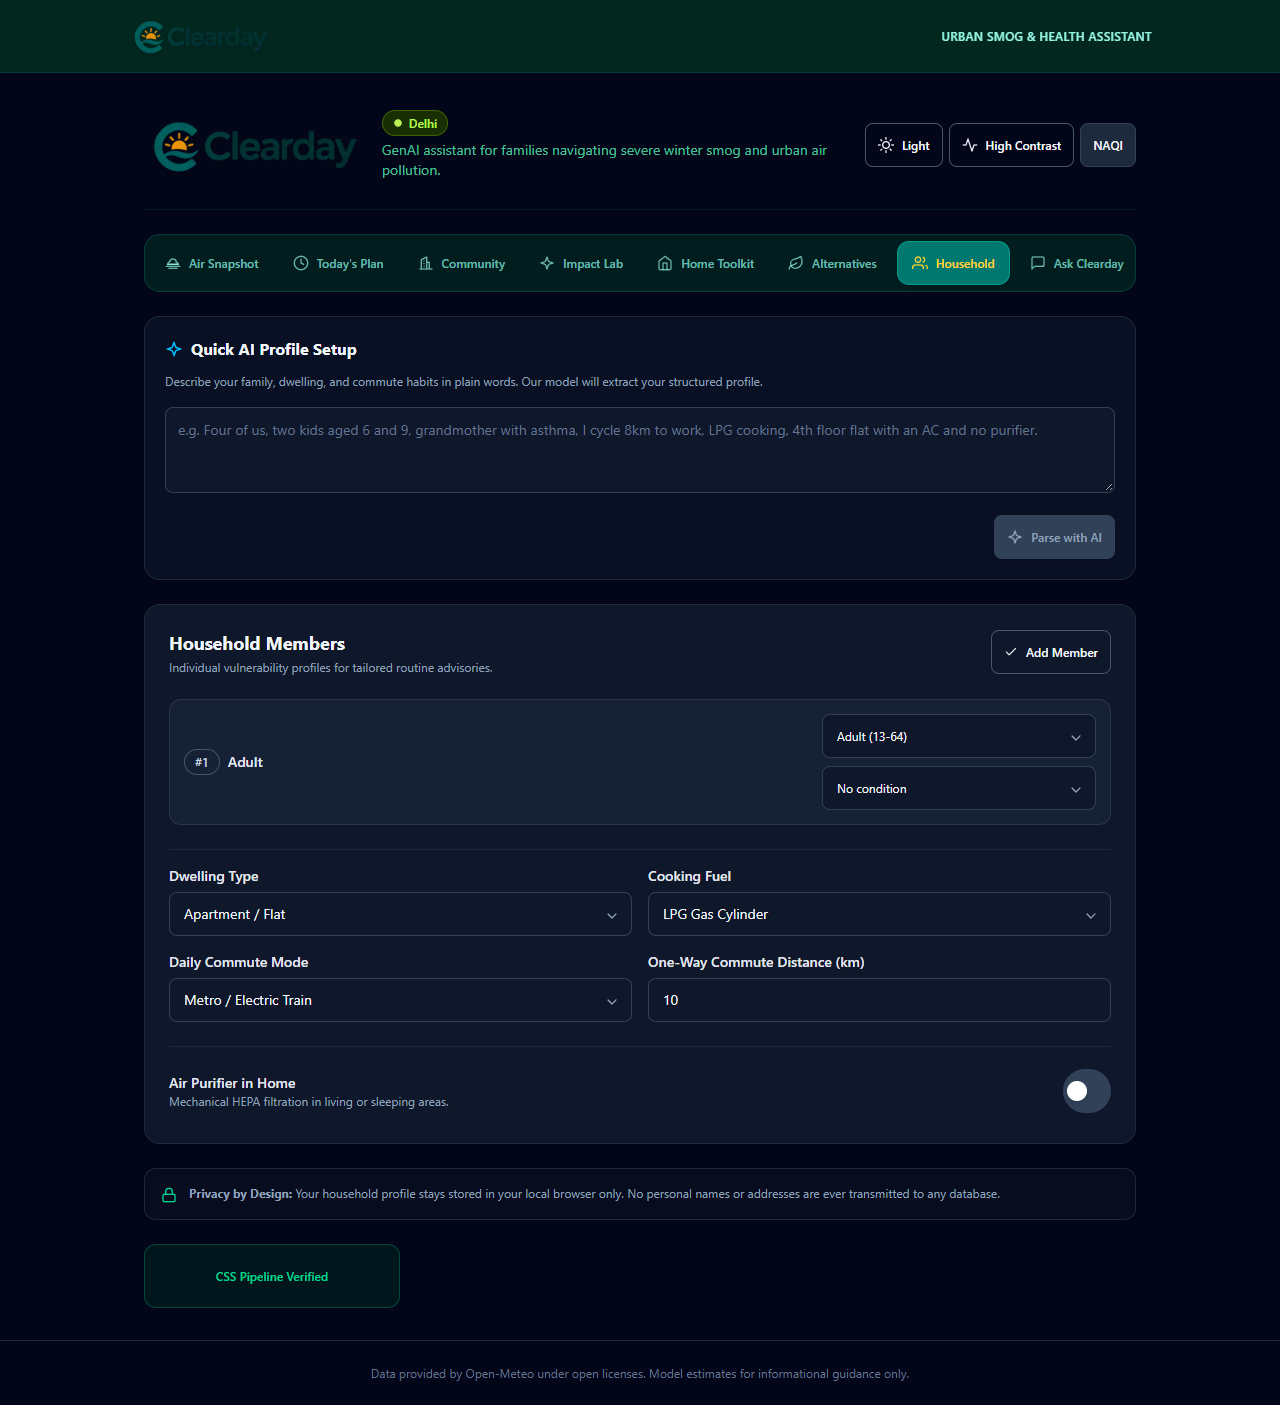 Clearday
URBAN SMOG & HEALTH ASSISTANT
Clearday
Delhi
GenAI assistant for families navigating severe winter smog and urban air
pollution.
Light
High Contrast
NAQI
Air Snapshot
Today's Plan
Community
Impact Lab
Home Toolkit
Alternatives
Household
Ask Clearday
Quick AI Profile Setup
Describe your family, dwelling, and commute habits in plain words. Our model will extract your structured profile.
e.g. Four of us, two kids aged 6 and 9, grandmother with asthma, I cycle 8km to work, LPG cooking, 4th floor flat with an AC and no purifier.
Parse with AI
Household Members
Individual vulnerability profiles for tailored routine advisories.
Add Member
#1 Adult
Adult (13-64)
No condition
Dwelling Type
Apartment / Flat
Cooking Fuel
LPG Gas Cylinder
Daily Commute Mode
Metro / Electric Train
One-Way Commute Distance (km)
10
Air Purifier in Home
Mechanical HEPA filtration in living or sleeping areas.
Privacy by Design: Your household profile stays stored in your local browser only. No personal names or addresses are ever transmitted to any database.
CSS Pipeline Verified
Data provided by Open-Meteo under open licenses. Model estimates for informational guidance only.